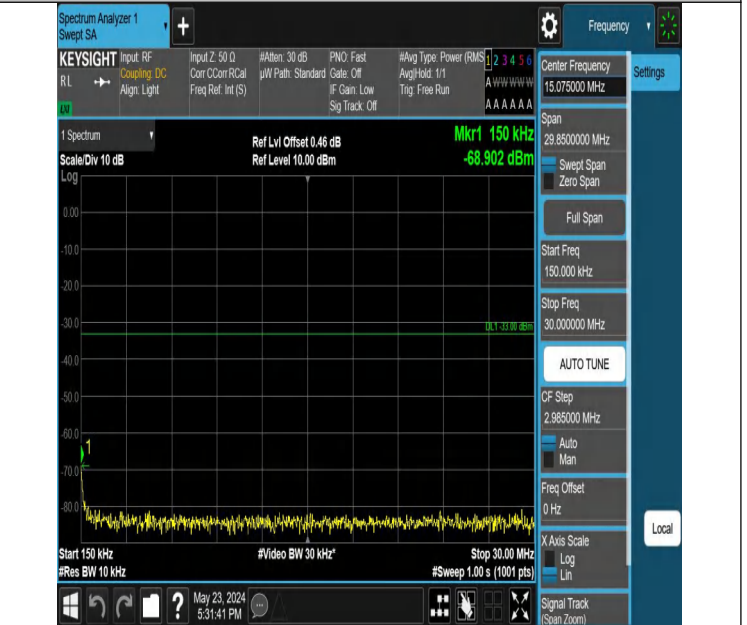 Spectrum Analyzer 1
Swept SA
+
Frequency
KEYSIGHT
RL
Input: RF
Coupling: DC
Align: Light
Input Z: 50 Ω
Corr CCorr RCal
Freq Ref: Int (S)
#Atten: 30 dB
µW Path: Standard
PNO: Fast
Gate: Off
IF Gain: Low
Sig Track: Off
#Avg Type: Power (RMS
Avg|Hold: 1/1
Trig: Free Run
1 2 3 4 5 6
A W W W W W
A A A A A A
LXI
1 Spectrum
Scale/Div 10 dB
Log
Ref Lvl Offset 0.46 dB
Ref Level 10.00 dBm
Mkr1 150 kHz
-68.902 dBm
0.00
-10.0
-20.0
-30.0
DL1 -33.00 dBm
-40.0
-50.0
-60.0
1
-70.0
-80.0
Start 150 kHz
#Res BW 10 kHz
#Video BW 30 kHz*
Stop 30.00 MHz
#Sweep 1.00 s (1001 pts)
?
May 23, 2024
5:31:41 PM
Center Frequency
15.075000 MHz
Settings
Span
29.8500000 MHz
Swept Span
Zero Span
Full Span
Start Freq
150.000 kHz
Stop Freq
30.000000 MHz
AUTO TUNE
CF Step
2.985000 MHz
Auto
Man
Freq Offset
0 Hz
X Axis Scale
Log
Lin
Local
Signal Track
(Span Zoom)